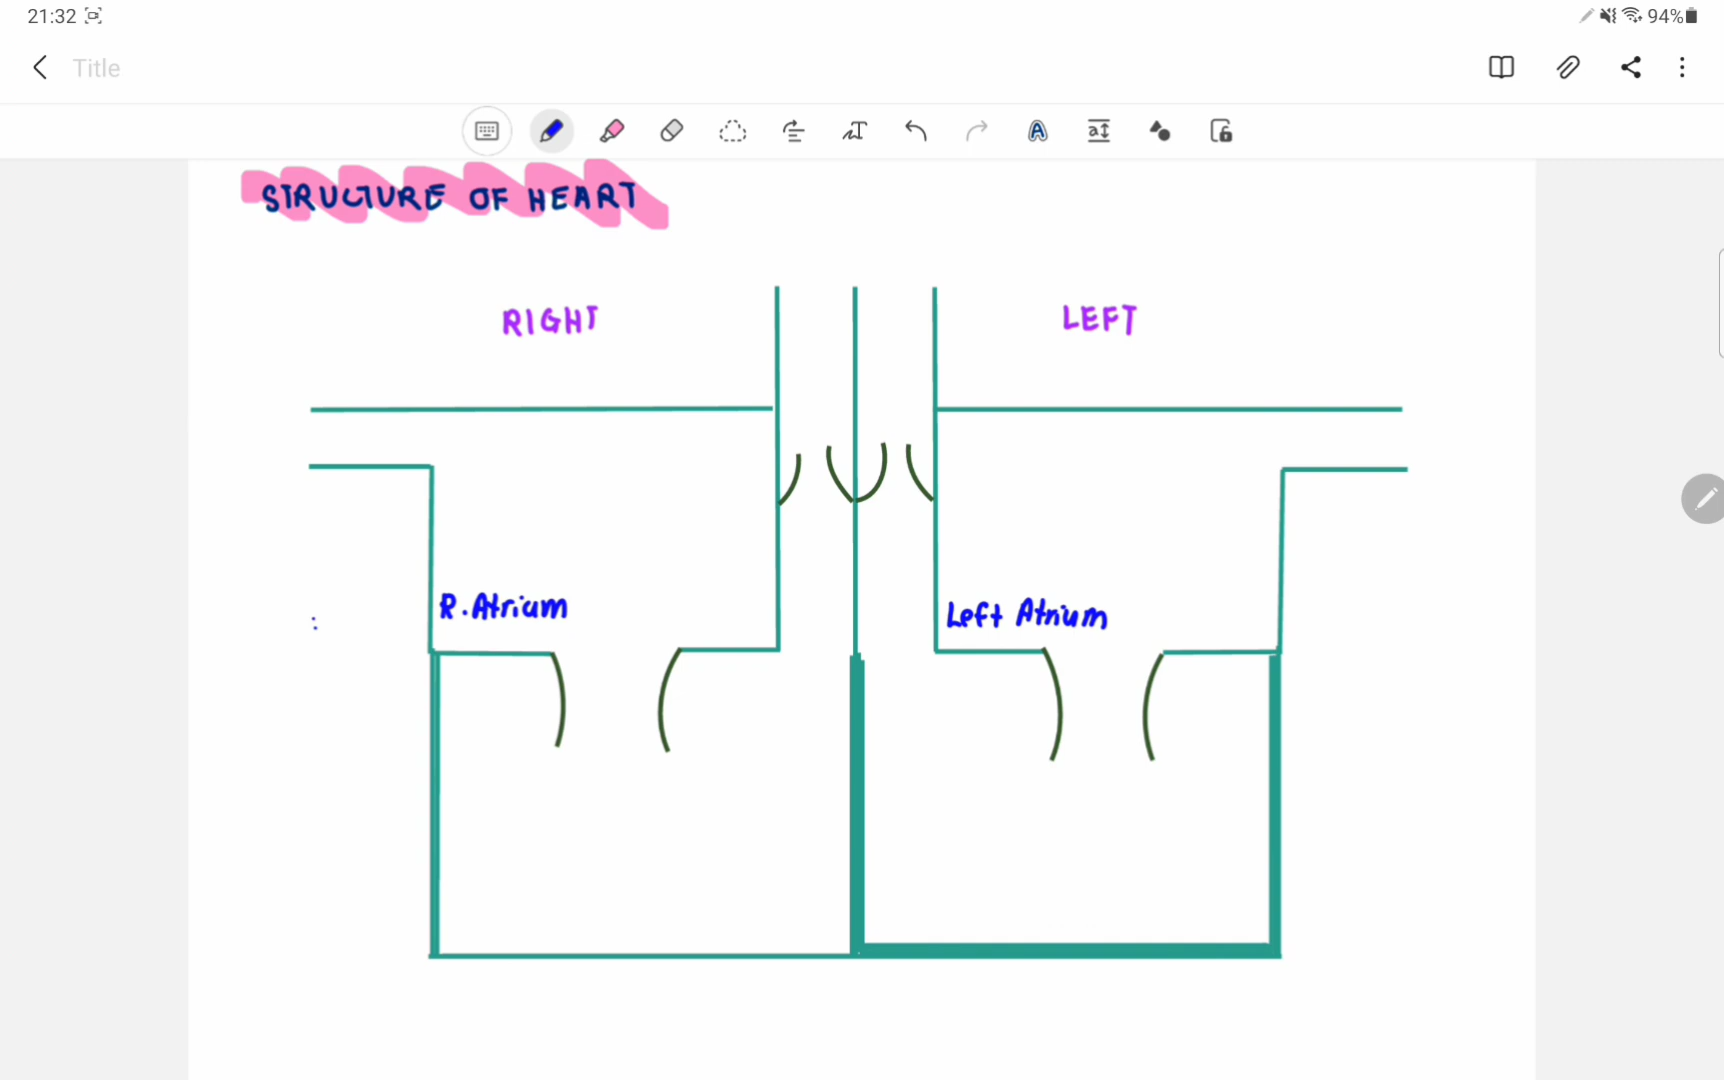 21:32
94%
Title
STRUCTURE OF HEART
RIGHT
LEFT
R. Atrium
Left Atrium
: